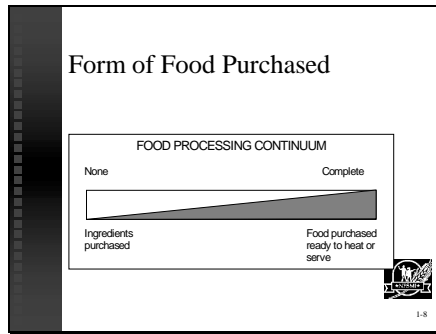 Form of Food Purchased
FOOD PROCESSING CONTINUUM
None
Complete
Ingredients
purchased
Food purchased
ready to heat or
serve
NFSMI
1-8